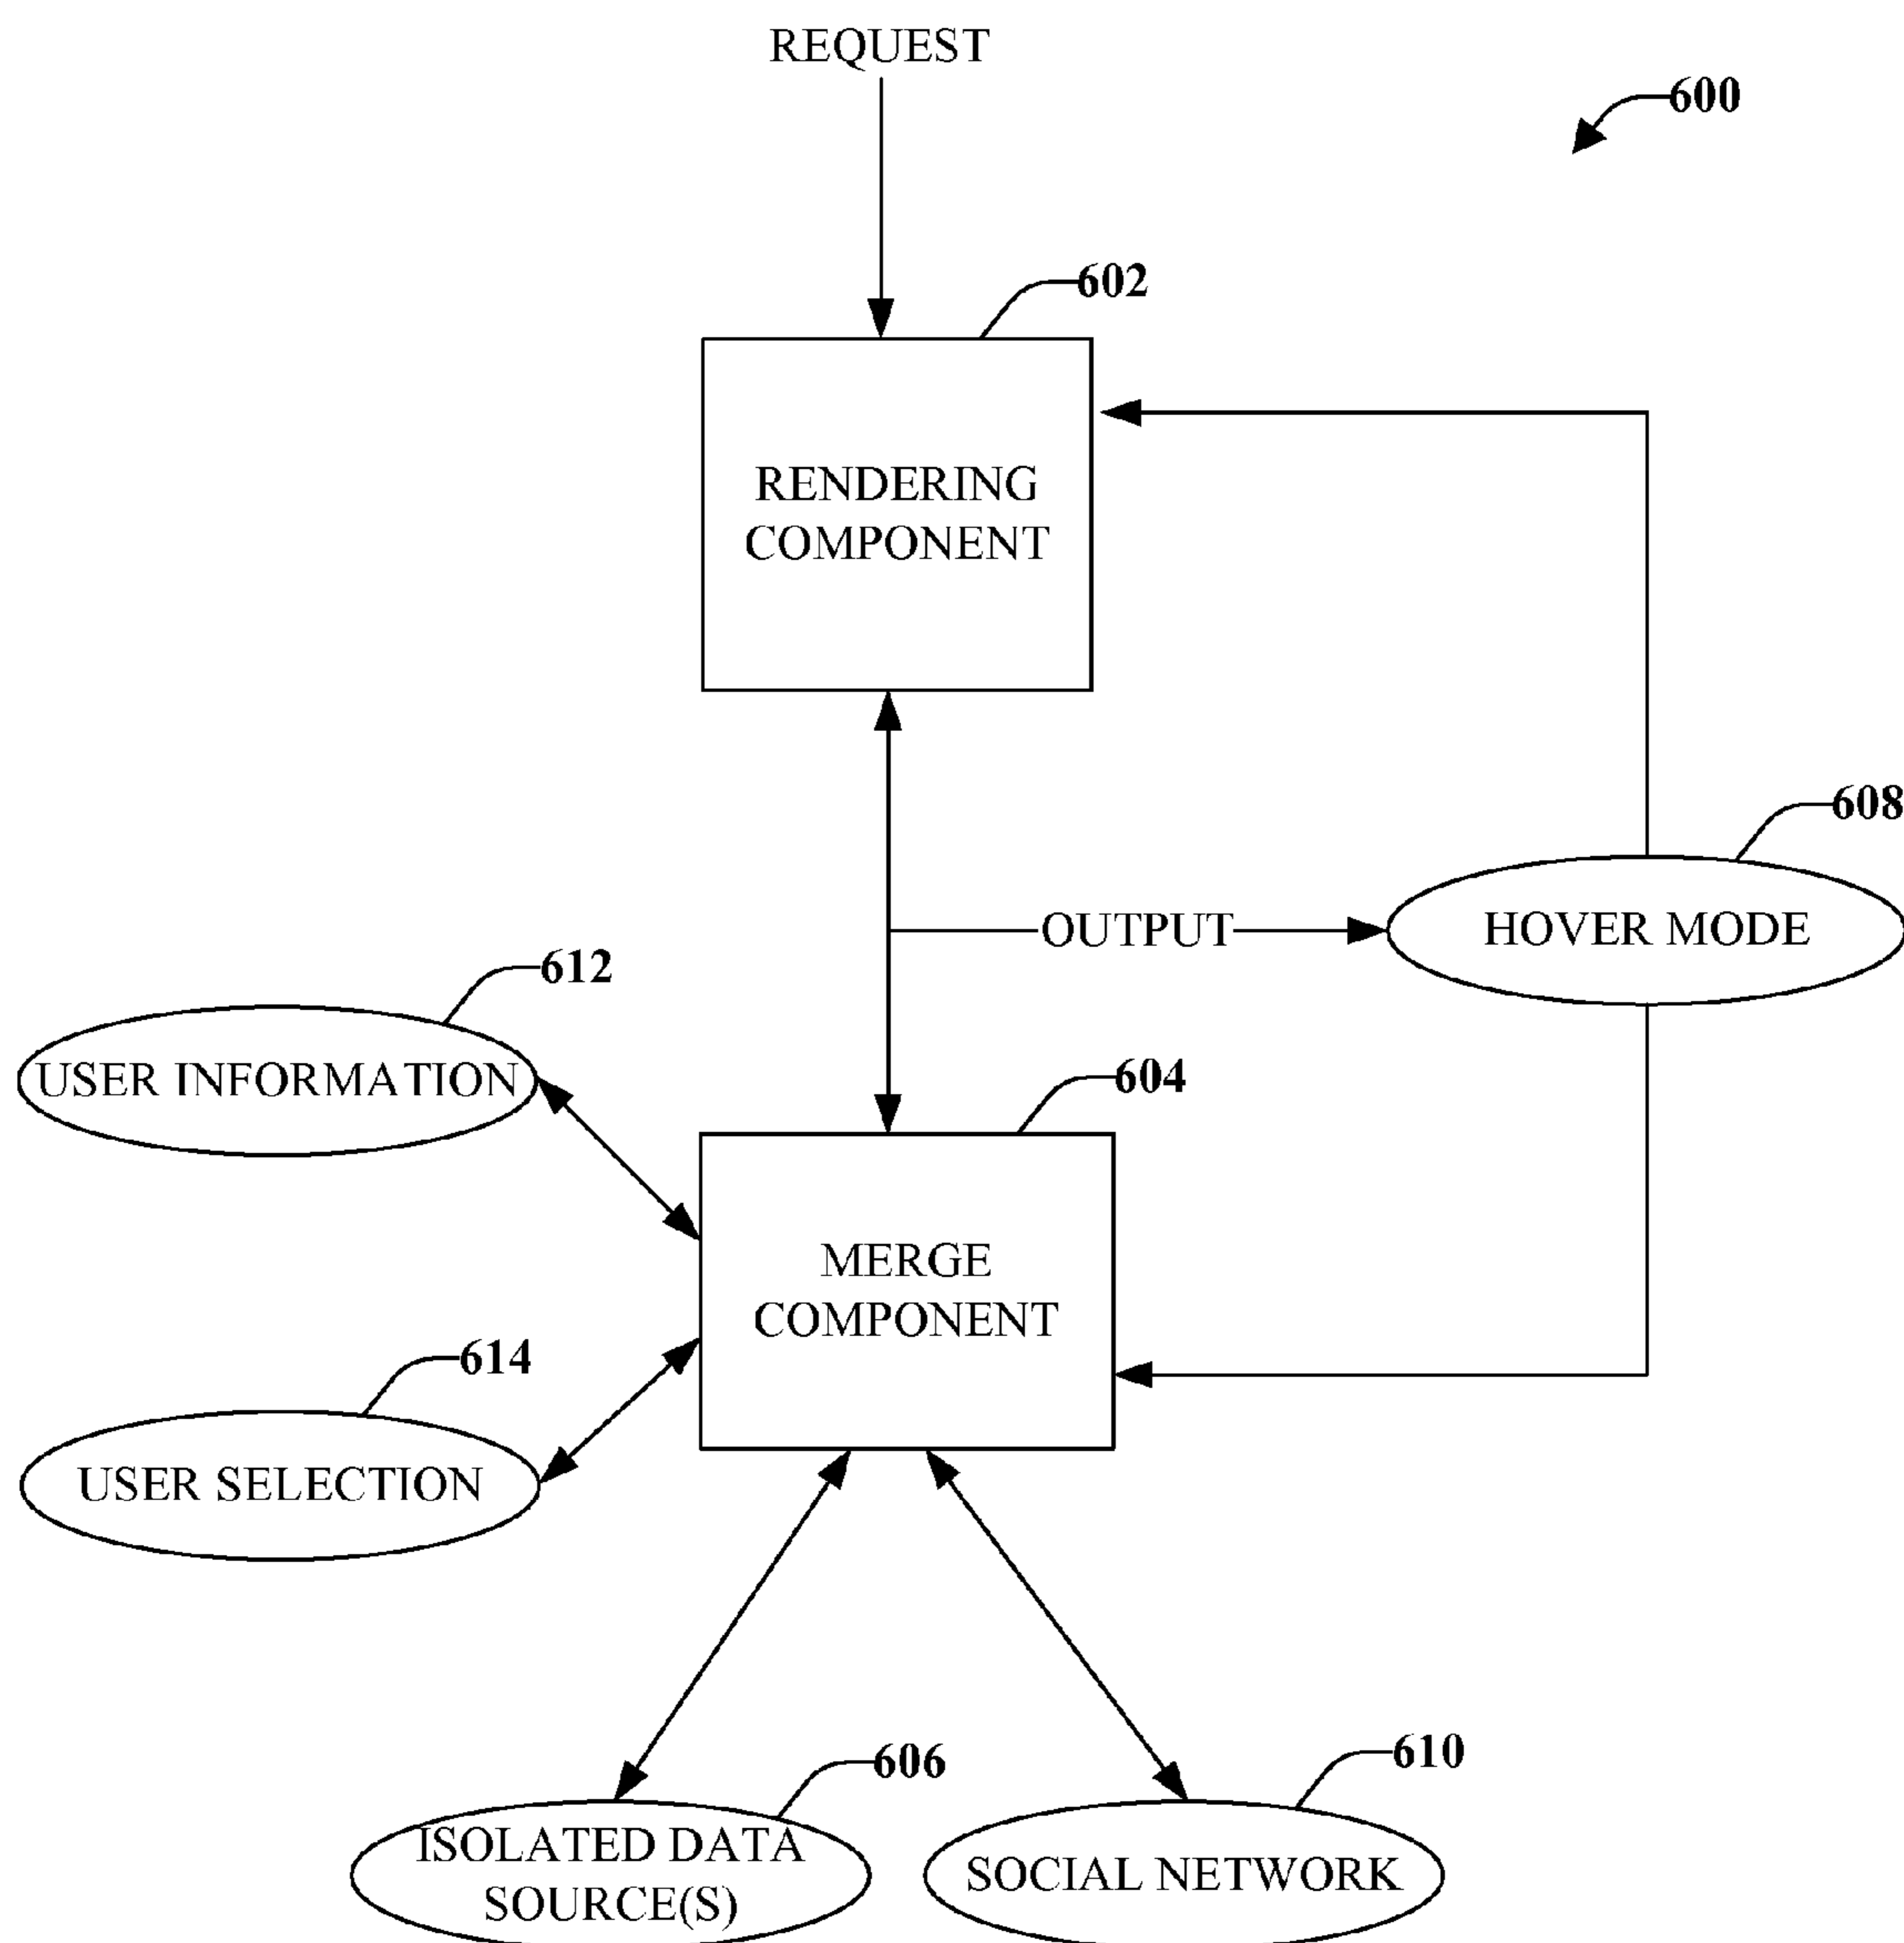 REQUEST
600
602
RENDERING
COMPONENT
608
OUTPUT
HOVER MODE
612
USER INFORMATION
604
MERGE
COMPONENT
614
USER SELECTION
606
610
ISOLATED DATA
SOURCE(S)
SOCIAL NETWORK